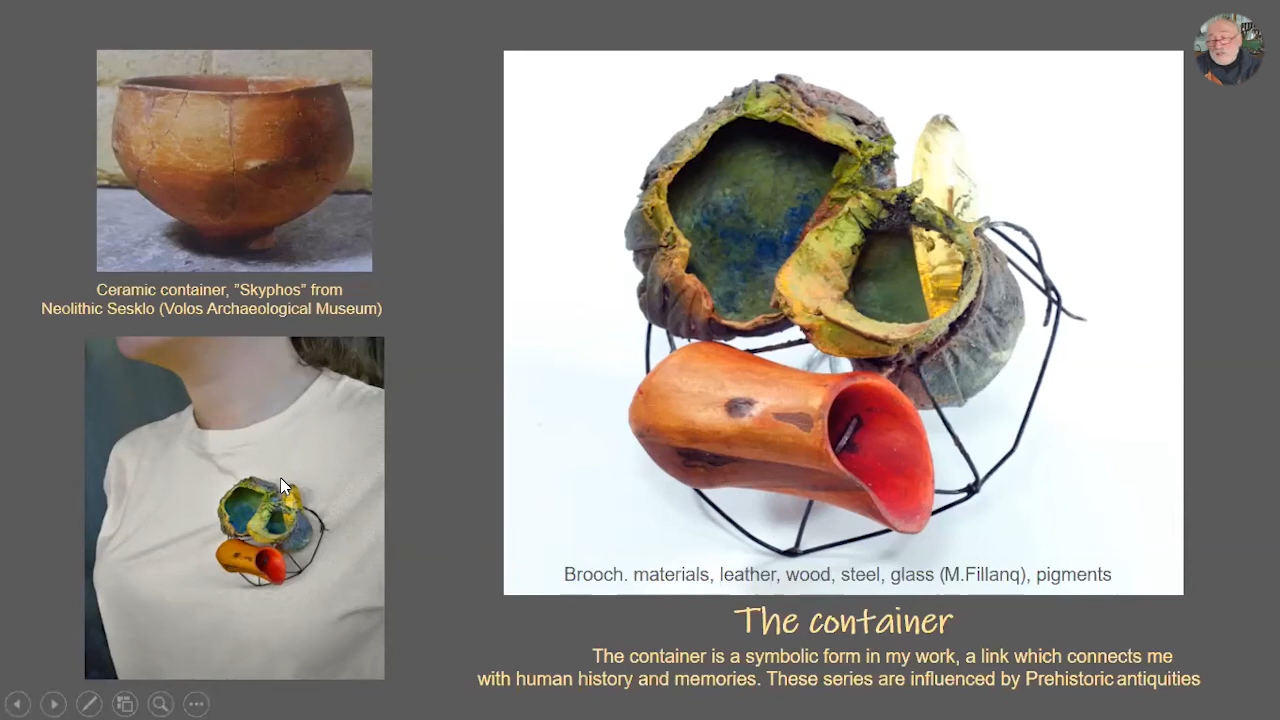 Ceramic container, ”Skyphos” from
Neolithic Sesklo (Volos Archaeological Museum)
Brooch. materials, leather, wood, steel, glass (M.Fillanq), pigments
The container
The container is a symbolic form in my work, a link which connects me
with human history and memories. These series are influenced by Prehistoric antiquities